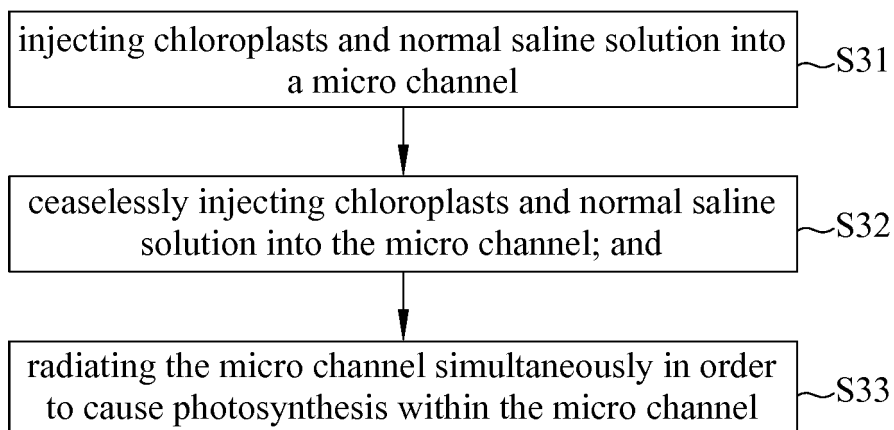 injecting chloroplasts and normal saline solution into
a micro channel
S31
ceaselessly injecting chloroplasts and normal saline
solution into the micro channel; and
S32
radiating the micro channel simultaneously in order
to cause photosynthesis within the micro channel
S33